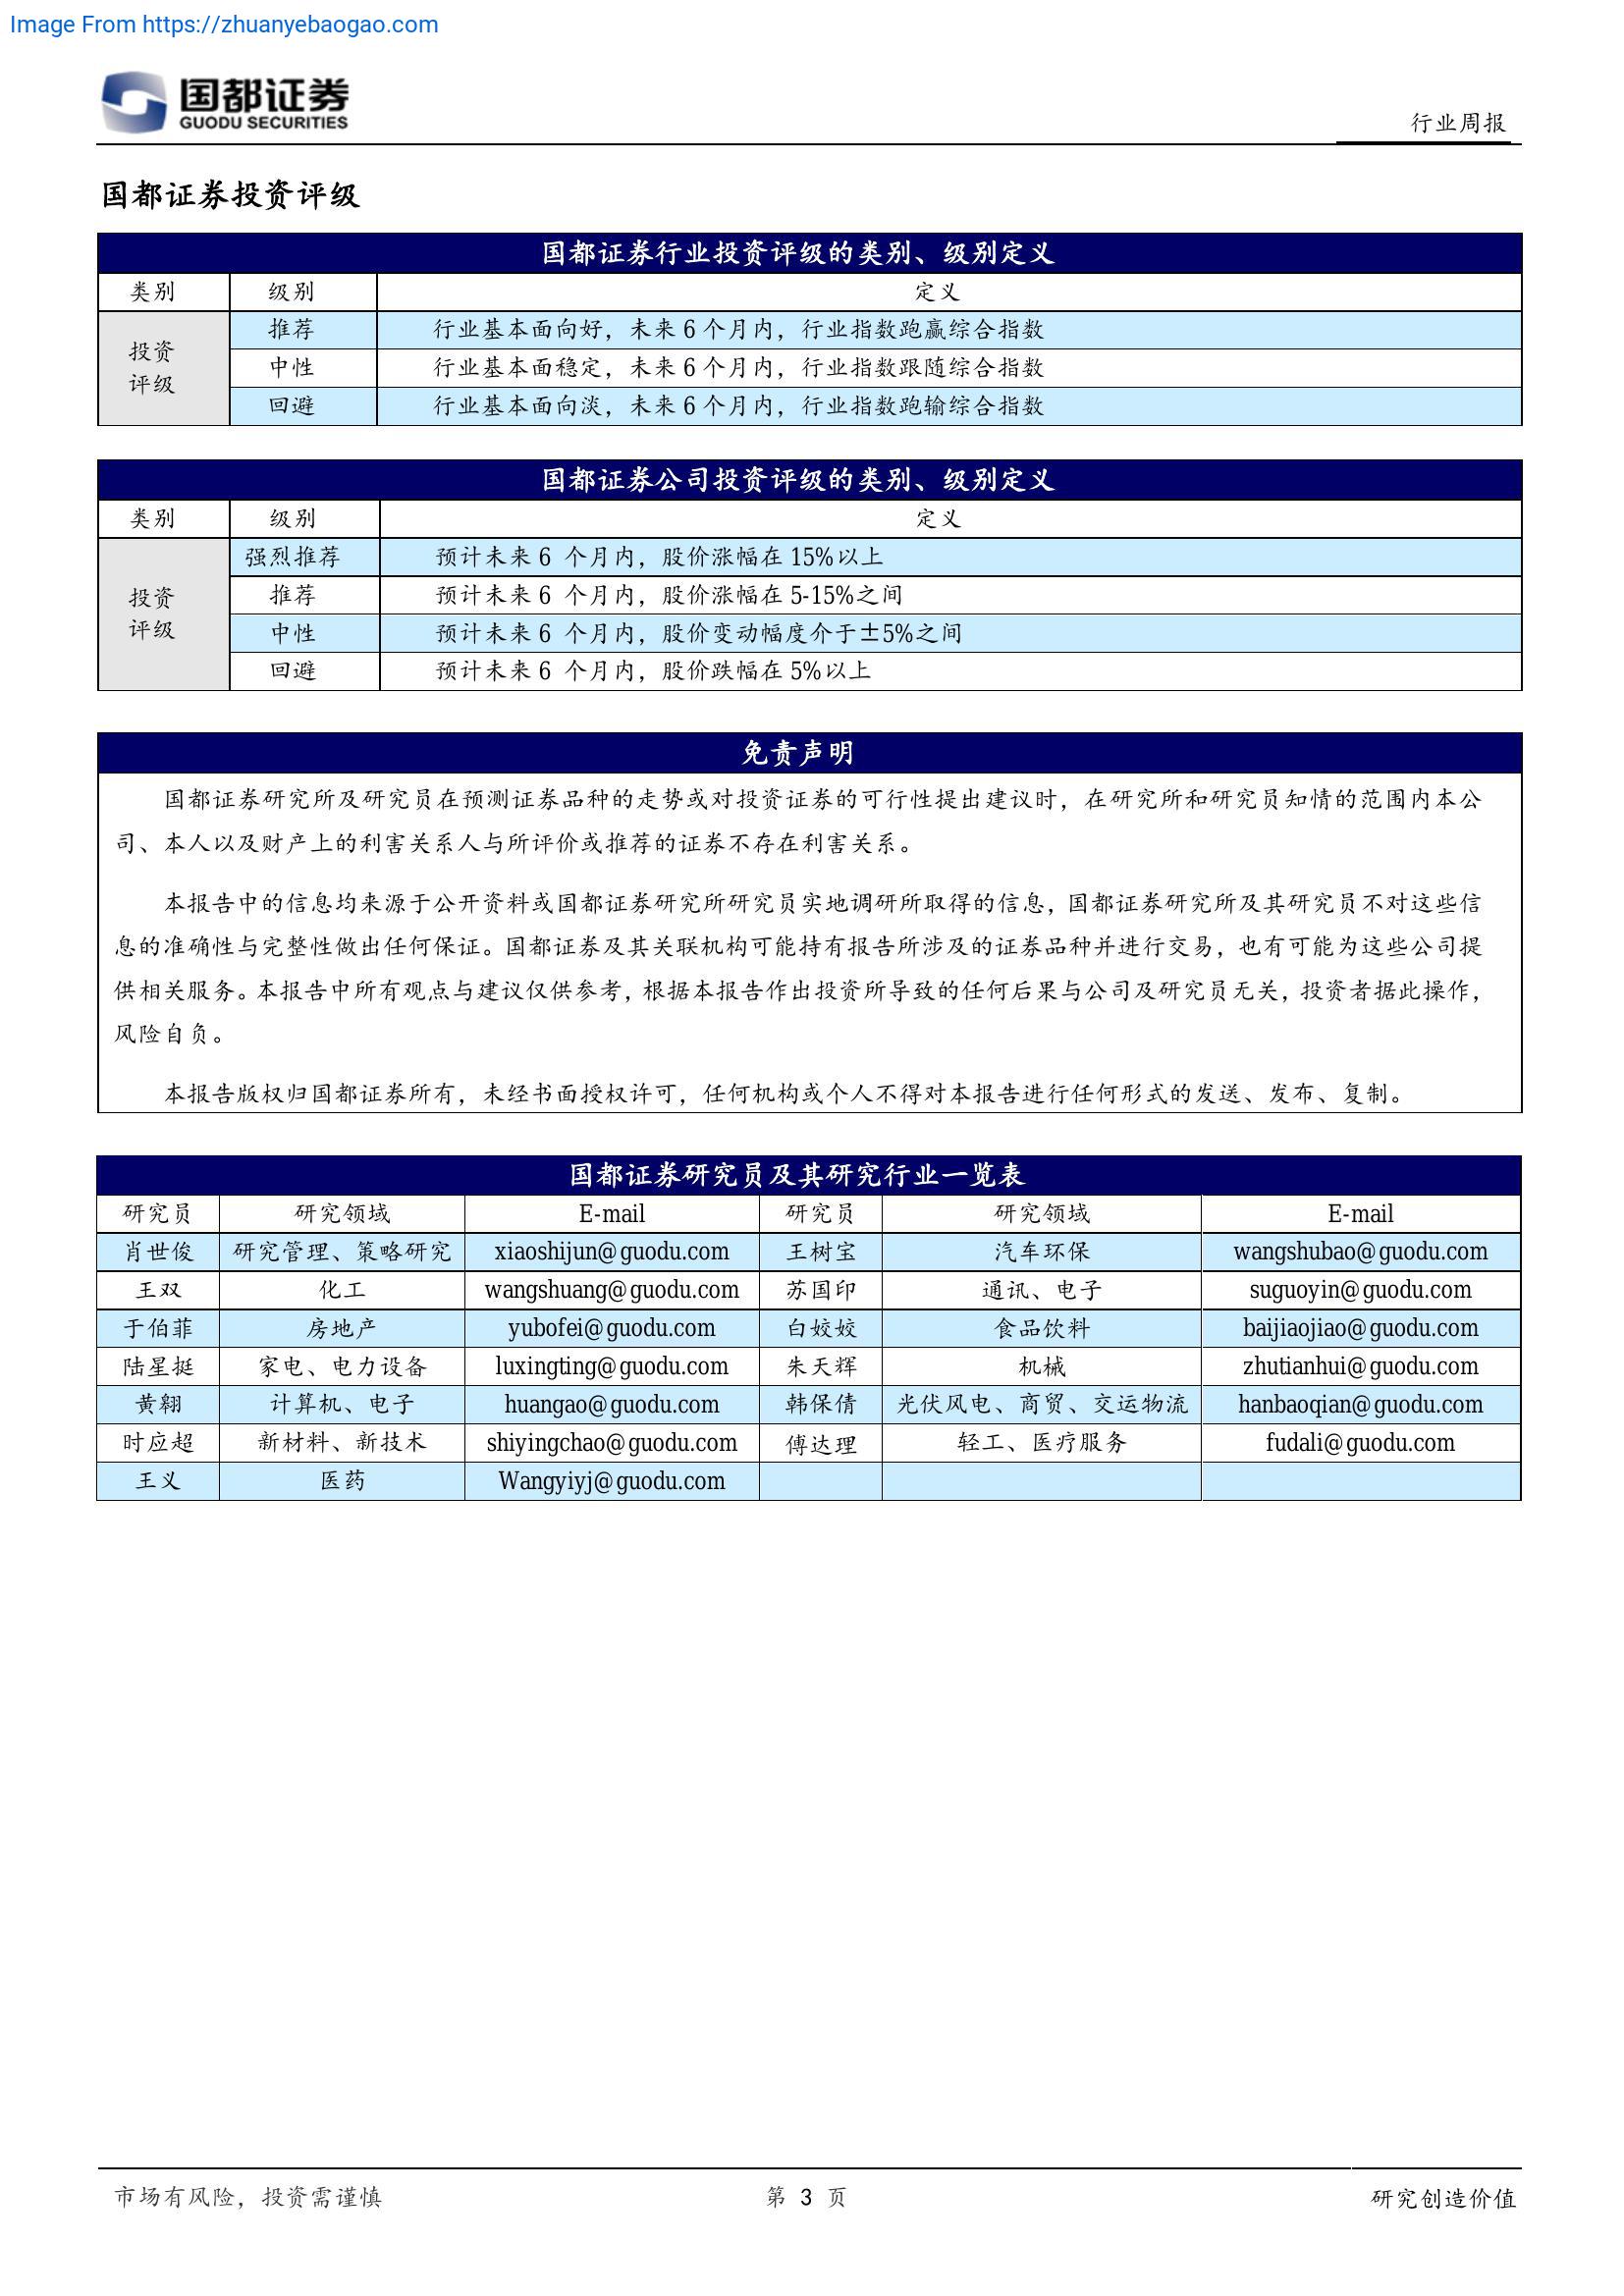 Image From https://zhuanyebaogao.com
国都证券
GUODU SECURITIES
行业周报
国都证券投资评级
国都证券行业投资评级的类别、级别定义
类别 级别 定义
投资评级
推荐 行业基本面向好，未来 6 个月内，行业指数跑赢综合指数
中性 行业基本面稳定，未来 6 个月内，行业指数跟随综合指数
回避 行业基本面向淡，未来 6 个月内，行业指数跑输综合指数
国都证券公司投资评级的类别、级别定义
类别 级别 定义
投资评级
强烈推荐 预计未来 6 个月内，股价涨幅在 15%以上
推荐 预计未来 6 个月内，股价涨幅在 5-15%之间
中性 预计未来 6 个月内，股价变动幅度介于±5%之间
回避 预计未来 6 个月内，股价跌幅在 5%以上
免责声明
国都证券研究所及研究员在预测证券品种的走势或对投资证券的可行性提出建议时，在研究所和研究员知情的范围内本公
司、本人以及财产上的利害关系人与所评价或推荐的证券不存在利害关系。
本报告中的信息均来源于公开资料或国都证券研究所研究员实地调研所取得的信息，国都证券研究所及其研究员不对这些信
息的准确性与完整性做出任何保证。国都证券及其关联机构可能持有报告所涉及的证券品种并进行交易，也有可能为这些公司提
供相关服务。本报告中所有观点与建议仅供参考，根据本报告作出投资所导致的任何后果与公司及研究员无关，投资者据此操作，
风险自负。
本报告版权归国都证券所有，未经书面授权许可，任何机构或个人不得对本报告进行任何形式的发送、发布、复制。
国都证券研究员及其研究行业一览表
研究员 研究领域 E-mail 研究员 研究领域 E-mail
肖世俊 研究管理、策略研究 xiaoshijun@guodu.com 王树宝 汽车环保 wangshubao@guodu.com
王双 化工 wangshuang@guodu.com 苏国印 通讯、电子 suguoyin@guodu.com
于伯菲 房地产 yubofei@guodu.com 白姣姣 食品饮料 baijiaojiao@guodu.com
陆星挺 家电、电力设备 luxingting@guodu.com 朱天辉 机械 zhutianhui@guodu.com
黄翱 计算机、电子 huangao@guodu.com 韩保倩 光伏风电、商贸、交运物流 hanbaoqian@guodu.com
时应超 新材料、新技术 shiyingchao@guodu.com 傅达理 轻工、医疗服务 fudali@guodu.com
王义 医药 Wangyiyj@guodu.com
市场有风险，投资需谨慎 第 3 页 研究创造价值